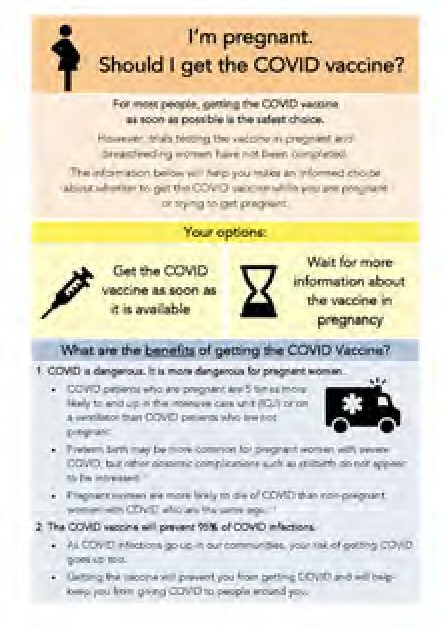 I'm pregnant.
Should I get the COVID vaccine?
For most people, getting the COVID vaccine
as soon as possible is the safest choice.
However, trials testing the vaccine in pregnant and
breastfeeding women have not been completed.
The information below will help you make an informed choice
about whether to get the COVID vaccine while you are pregnant
or trying to get pregnant.
Your options:
Get the COVID
vaccine as soon as
it is available
Wait for more
information about
the vaccine in
pregnancy
What are the benefits of getting the COVID Vaccine?
1. COVID is dangerous. It is more dangerous for pregnant women.
• COVID patients who are pregnant are 5 times more
likely to end up in the intensive care unit (ICU) or on
a ventilator than COVID patients who are not
pregnant.
• Preterm birth may be more common for pregnant women with severe
COVID, but other obstetric complications such as stillbirth do not appear
to be increased.
• Pregnant women are more likely to die of COVID than non-pregnant
women with COVID who are the same age.
2. The COVID vaccine will prevent 95% of COVID infections.
• As COVID infections go up in our communities, your risk of getting COVID
goes up too.
• Getting the vaccine will prevent you from getting COVID and will help
keep you from giving COVID to people around you.